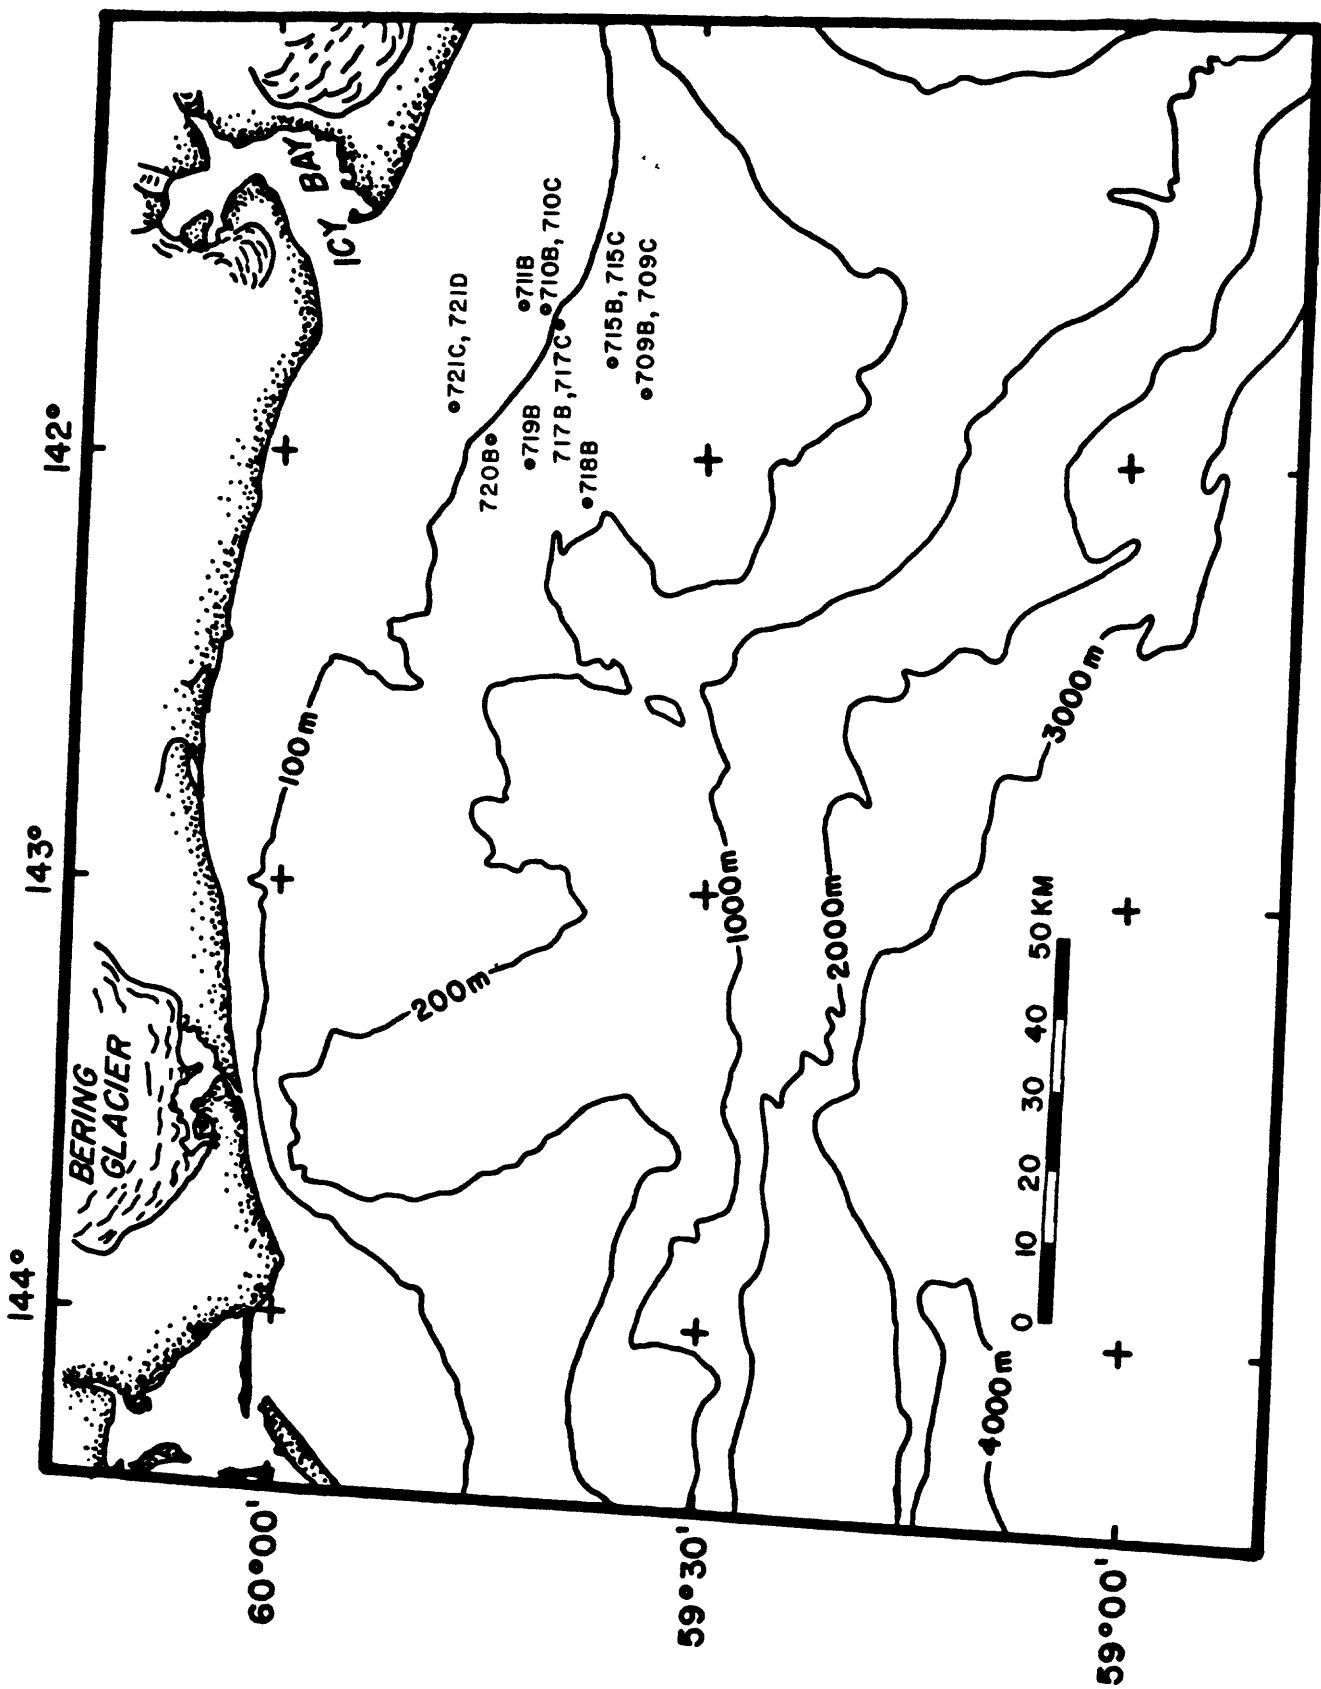 144°
143°
142°
60°00'
59°30'
59°00'
BERING
GLACIER
ICY
BAY
100m
200m
1000m
2000m
3000m
4000m
721C, 721D
720B
719B
711B
710B, 710C
717B, 717C
718B
715B, 715C
709B, 709C
0 10 20 30 40 50 KM